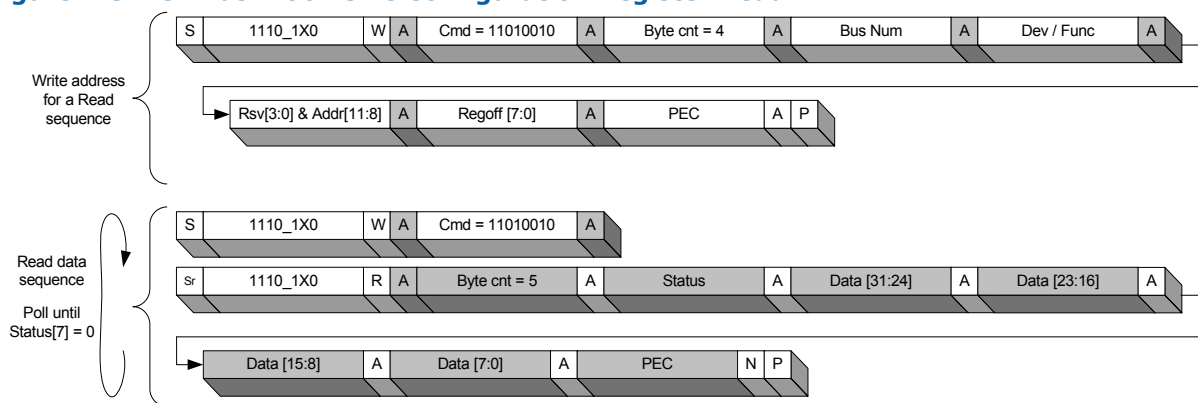 S 1110_1X0 W A Cmd = 11010010 A Byte cnt = 4 A Bus Num A Dev / Func A
Write address
for a Read
sequence
Rsv[3:0] & Addr[11:8] A Regoff [7:0] A PEC A P
S 1110_1X0 W A Cmd = 11010010 A
Read data
sequence
Poll until
Status[7] = 0
Sr 1110_1X0 R A Byte cnt = 5 A Status A Data [31:24] A Data [23:16] A
Data [15:8] A Data [7:0] A PEC N P